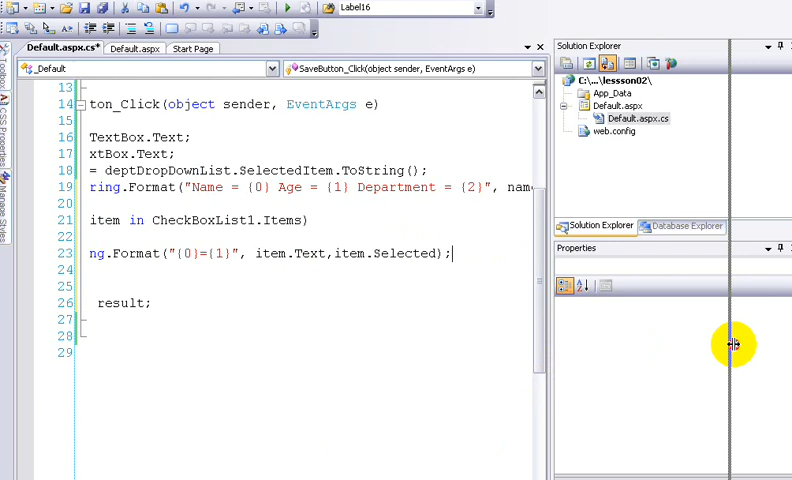 Label16
Default.aspx.cs*
Default.aspx
Start Page
_Default
SaveButton_Click(object sender, EventArgs e)
13
14 ton_Click(object sender, EventArgs e)
15
16 TextBox.Text;
17 xtBox.Text;
18 = deptDropDownList.SelectedItem.ToString();
19 ring.Format("Name = {0} Age = {1} Department = {2}", name
20
21 item in CheckBoxList1.Items)
22
23 ng.Format("{0}={1}", item.Text,item.Selected);
24
25
26 result;
27
28
29
Toolbox
CSS Properties
Manage Styles
Solution Explorer
C:\...\lessson02\
App_Data
Default.aspx
Default.aspx.cs
web.config
Solution Explorer
Database Explorer
Properties